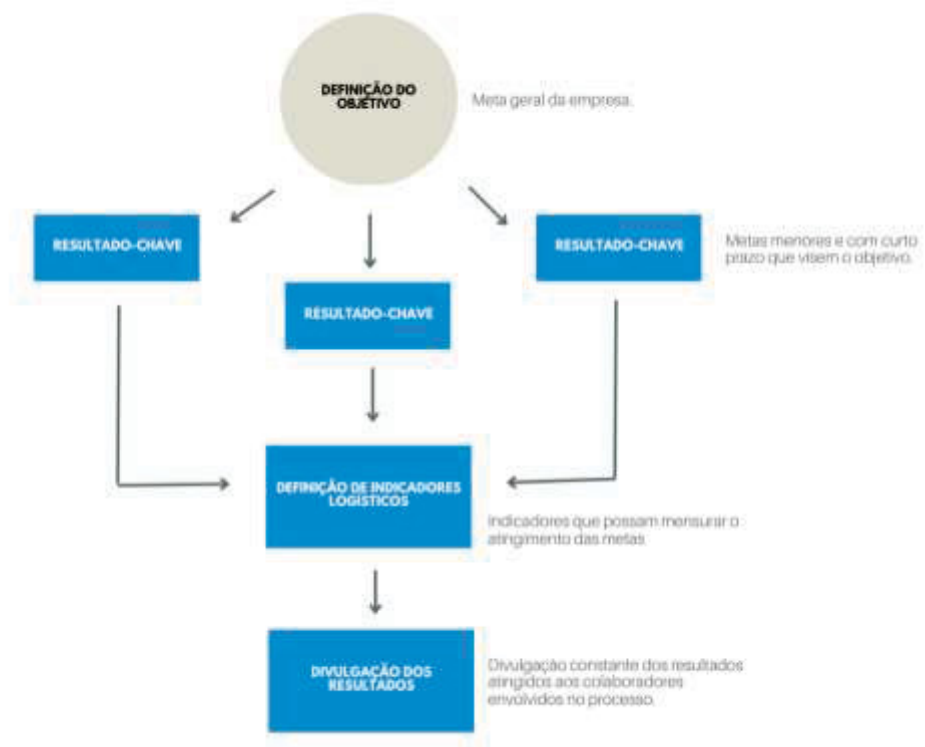 DEFINIÇÃO DO
OBJETIVO
Meta geral da empresa.
RESULTADO-CHAVE
RESULTADO-CHAVE
Metas menores e com curto
prazo que visem o objetivo.
RESULTADO-CHAVE
DEFINIÇÃO DE INDICADORES
LOGÍSTICOS
Indicadores que possam mensurar o
atingimento das metas
DIVULGAÇÃO DOS
RESULTADOS
Divulgação constante dos resultados
atingidos aos colaboradores
envolvidos no processo.